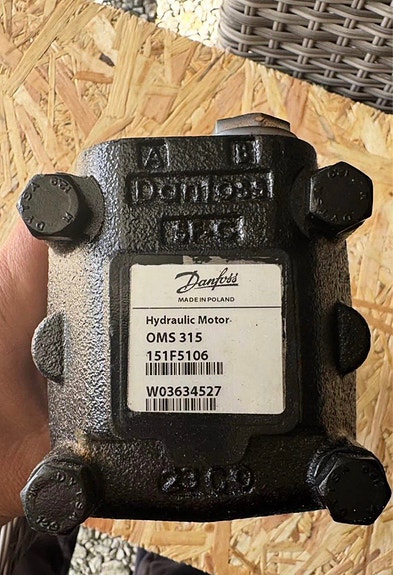 A B
Danfoss
Danfoss
MADE IN POLAND
Hydraulic Motor
OMS 315
151F5106
W03634527
2309